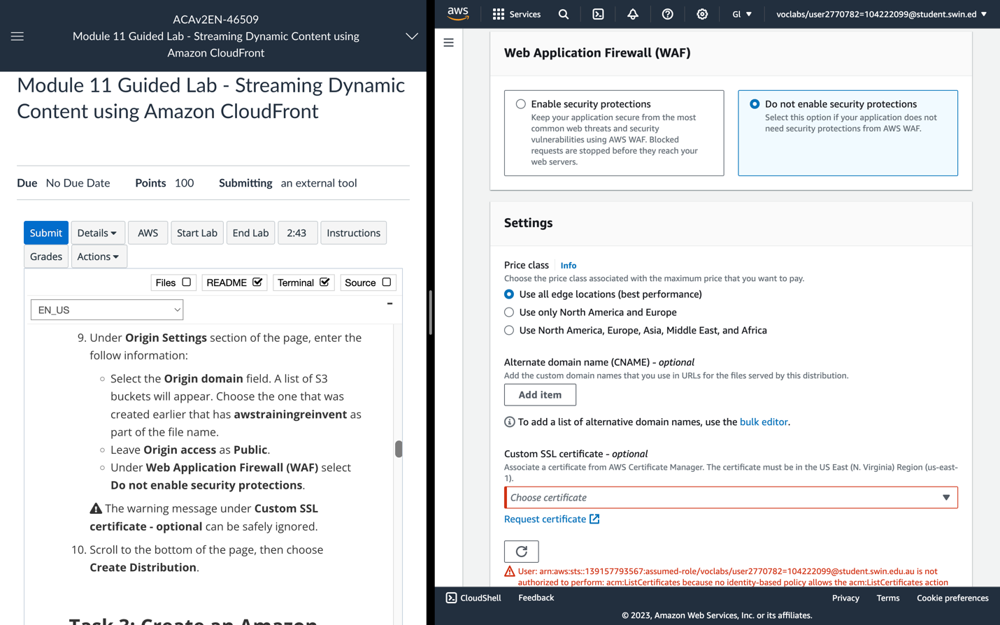 ACAv2EN-46509
Module 11 Guided Lab - Streaming Dynamic Content using
Amazon CloudFront
Module 11 Guided Lab - Streaming Dynamic
Content using Amazon CloudFront
Due No Due Date Points 100 Submitting an external tool
Submit Details AWS Start Lab End Lab 2:43 Instructions
Grades Actions
Files README Terminal Source
EN_US
9. Under Origin Settings section of the page, enter the
follow information:
Select the Origin domain field. A list of S3
buckets will appear. Choose the one that was
created earlier that has awstrainingreinvent as
part of the file name.
Leave Origin access as Public.
Under Web Application Firewall (WAF) select
Do not enable security protections.
The warning message under Custom SSL
certificate - optional can be safely ignored.
10. Scroll to the bottom of the page, then choose
Create Distribution.
Task 3: Create an Amazon
aws Services Gl voclabs/user2770782=104222099@student.swin.ed
Web Application Firewall (WAF)
Enable security protections
Keep your application secure from the most
common web threats and security
vulnerabilities using AWS WAF. Blocked
requests are stopped before they reach your
web servers.
Do not enable security protections
Select this option if your application does not
need security protections from AWS WAF.
Settings
Price class Info
Choose the price class associated with the maximum price that you want to pay.
Use all edge locations (best performance)
Use only North America and Europe
Use North America, Europe, Asia, Middle East, and Africa
Alternate domain name (CNAME) - optional
Add the custom domain names that you use in URLs for the files served by this distribution.
Add item
To add a list of alternative domain names, use the bulk editor.
Custom SSL certificate - optional
Associate a certificate from AWS Certificate Manager. The certificate must be in the US East (N. Virginia) Region (us-east-
1).
Choose certificate
Request certificate
User: arn:aws:sts::139157793567:assumed-role/voclabs/user2770782=104222099@student.swin.edu.au is not
authorized to perform: acm:ListCertificates because no identity-based policy allows the acm:ListCertificates action
CloudShell Feedback Privacy Terms Cookie preferences
© 2023, Amazon Web Services, Inc. or its affiliates.